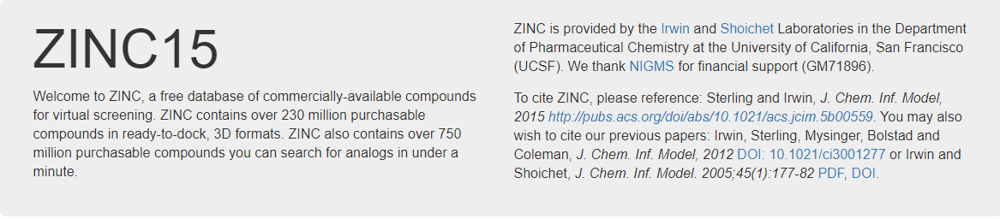 ZINC15
Welcome to ZINC, a free database of commercially-available compounds
for virtual screening. ZINC contains over 230 million purchasable
compounds in ready-to-dock, 3D formats. ZINC also contains over 750
million purchasable compounds you can search for analogs in under a
minute.
ZINC is provided by the Irwin and Shoichet Laboratories in the Department
of Pharmaceutical Chemistry at the University of California, San Francisco
(UCSF). We thank NIGMS for financial support (GM71896).
To cite ZINC, please reference: Sterling and Irwin, J. Chem. Inf. Model,
2015 http://pubs.acs.org/doi/abs/10.1021/acs.jcim.5b00559. You may also
wish to cite our previous papers: Irwin, Sterling, Mysinger, Bolstad and
Coleman, J. Chem. Inf. Model, 2012 DOI: 10.1021/ci3001277 or Irwin and
Shoichet, J. Chem. Inf. Model. 2005;45(1):177-82 PDF, DOI.